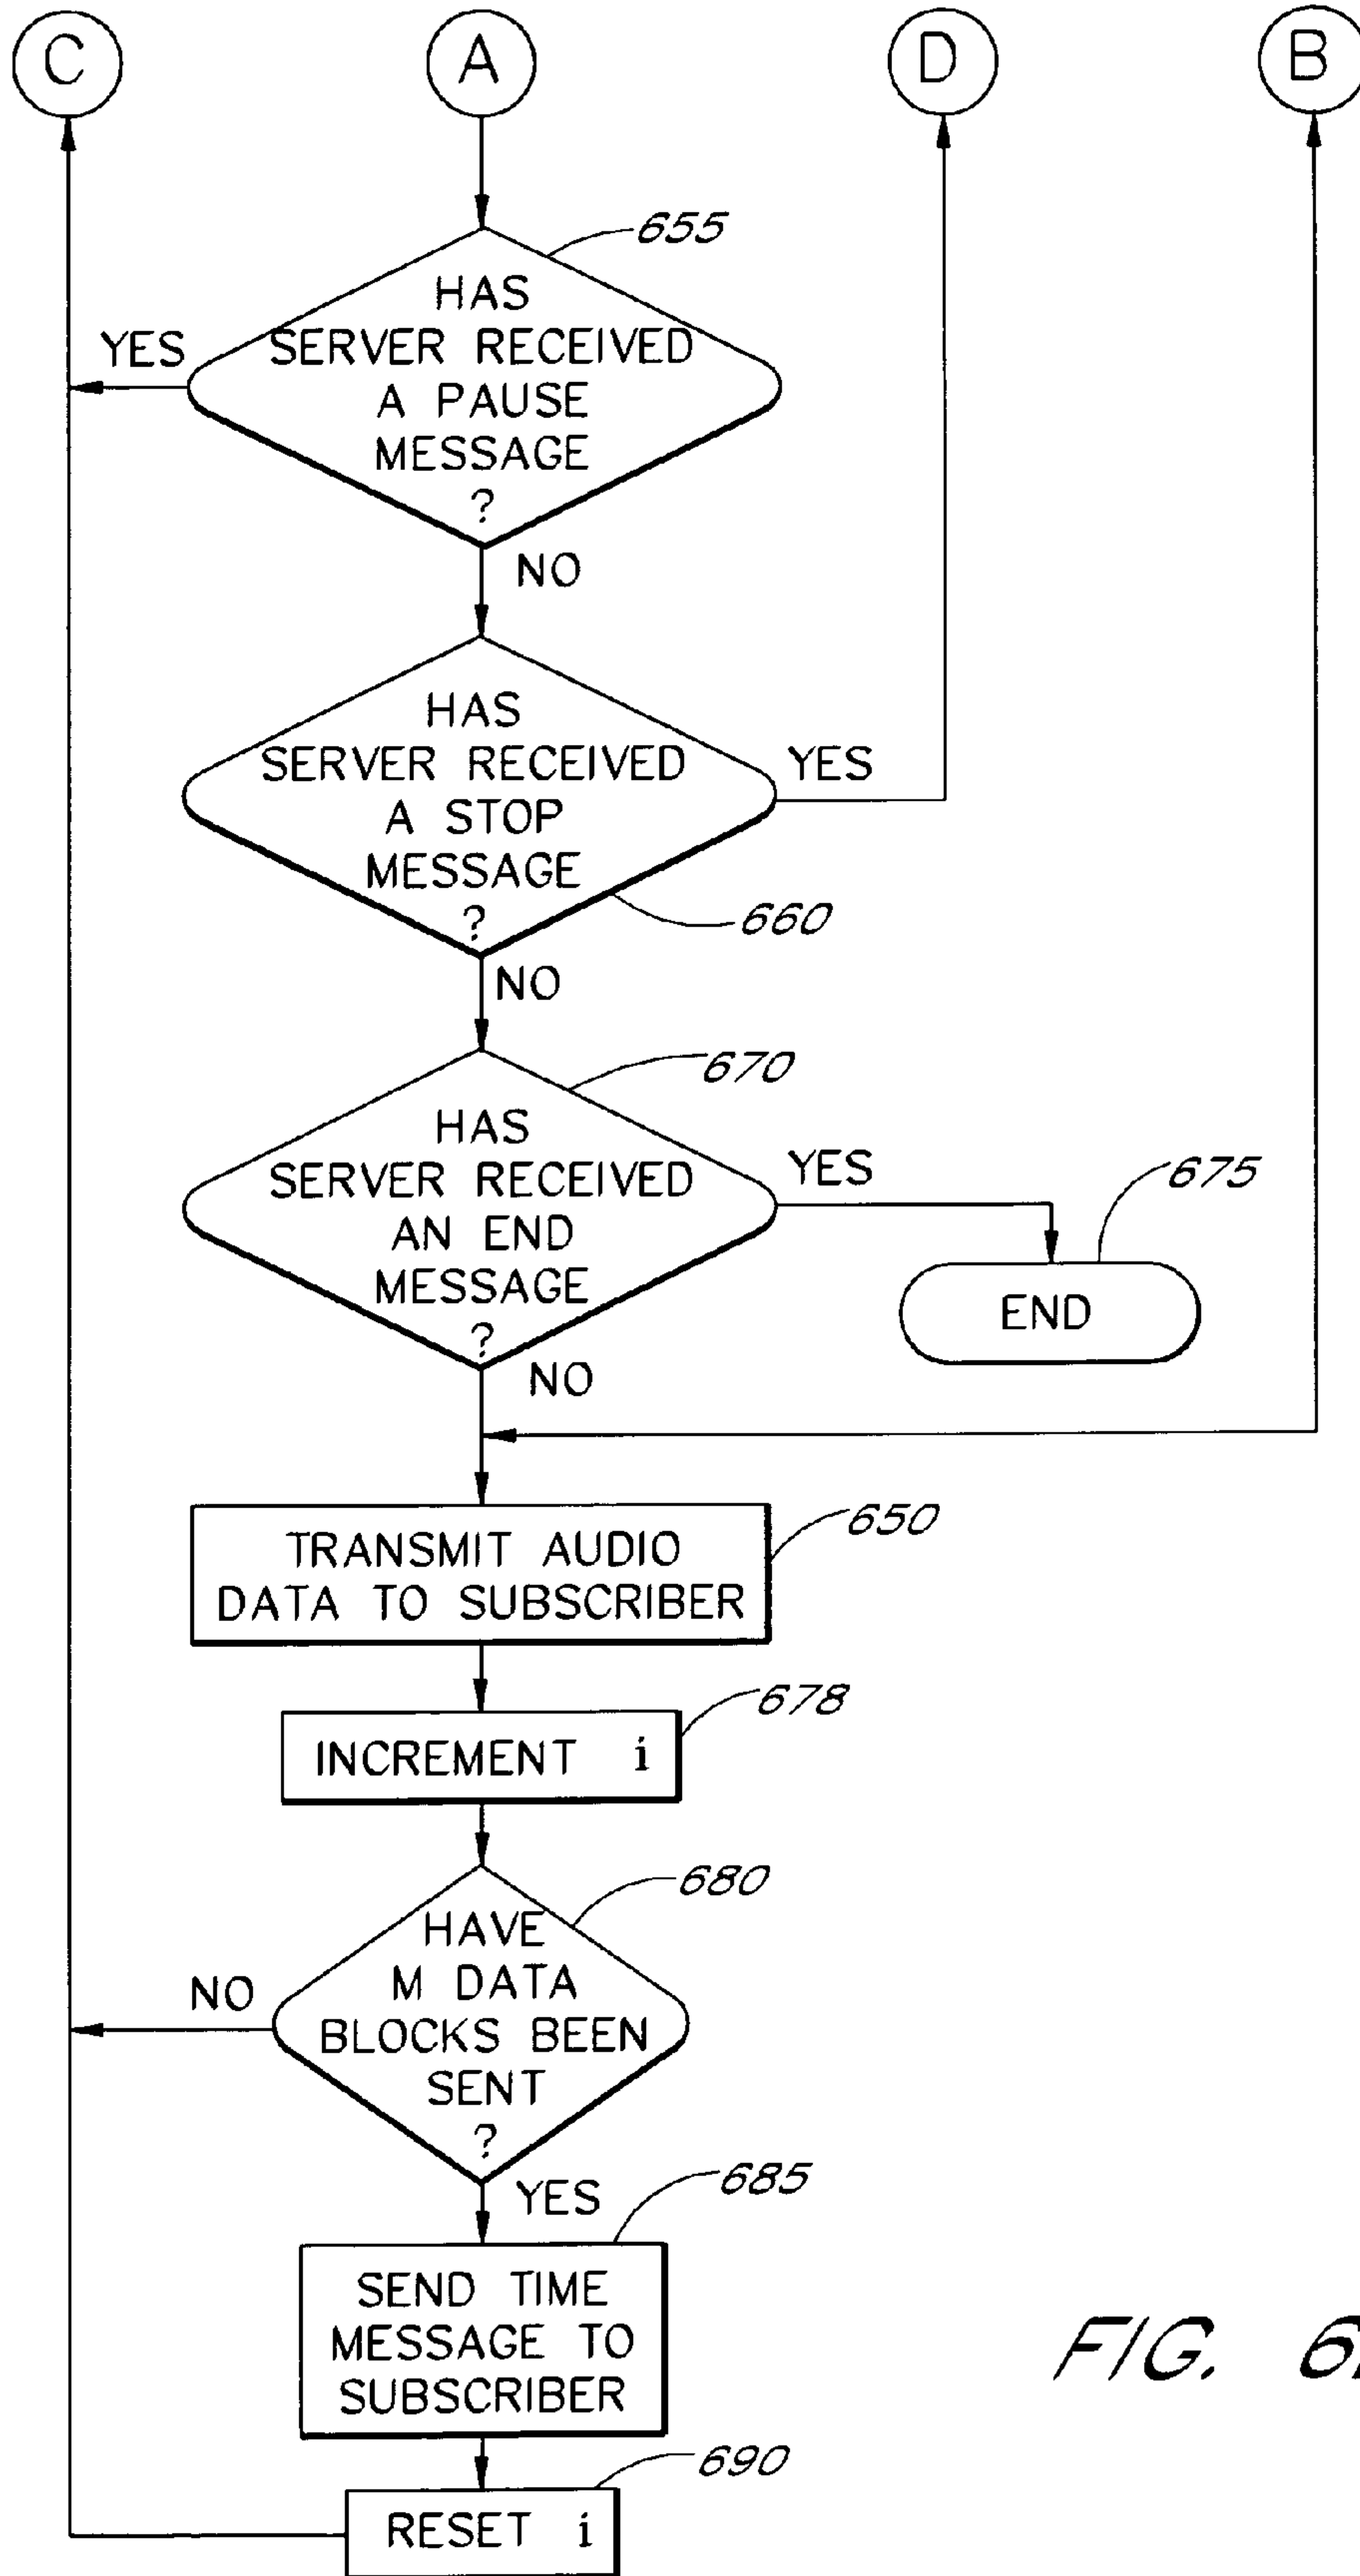 C A D B
655
HAS
SERVER RECEIVED
A PAUSE
MESSAGE
?
YES
NO
HAS
SERVER RECEIVED
A STOP
MESSAGE
?
YES
660
NO
670
HAS
SERVER RECEIVED
AN END
MESSAGE
?
YES
675
END
NO
650
TRANSMIT AUDIO
DATA TO SUBSCRIBER
678
INCREMENT i
680
HAVE
M DATA
BLOCKS BEEN
SENT
?
NO
YES
685
SEND TIME
MESSAGE TO
SUBSCRIBER
690
RESET i
FIG.